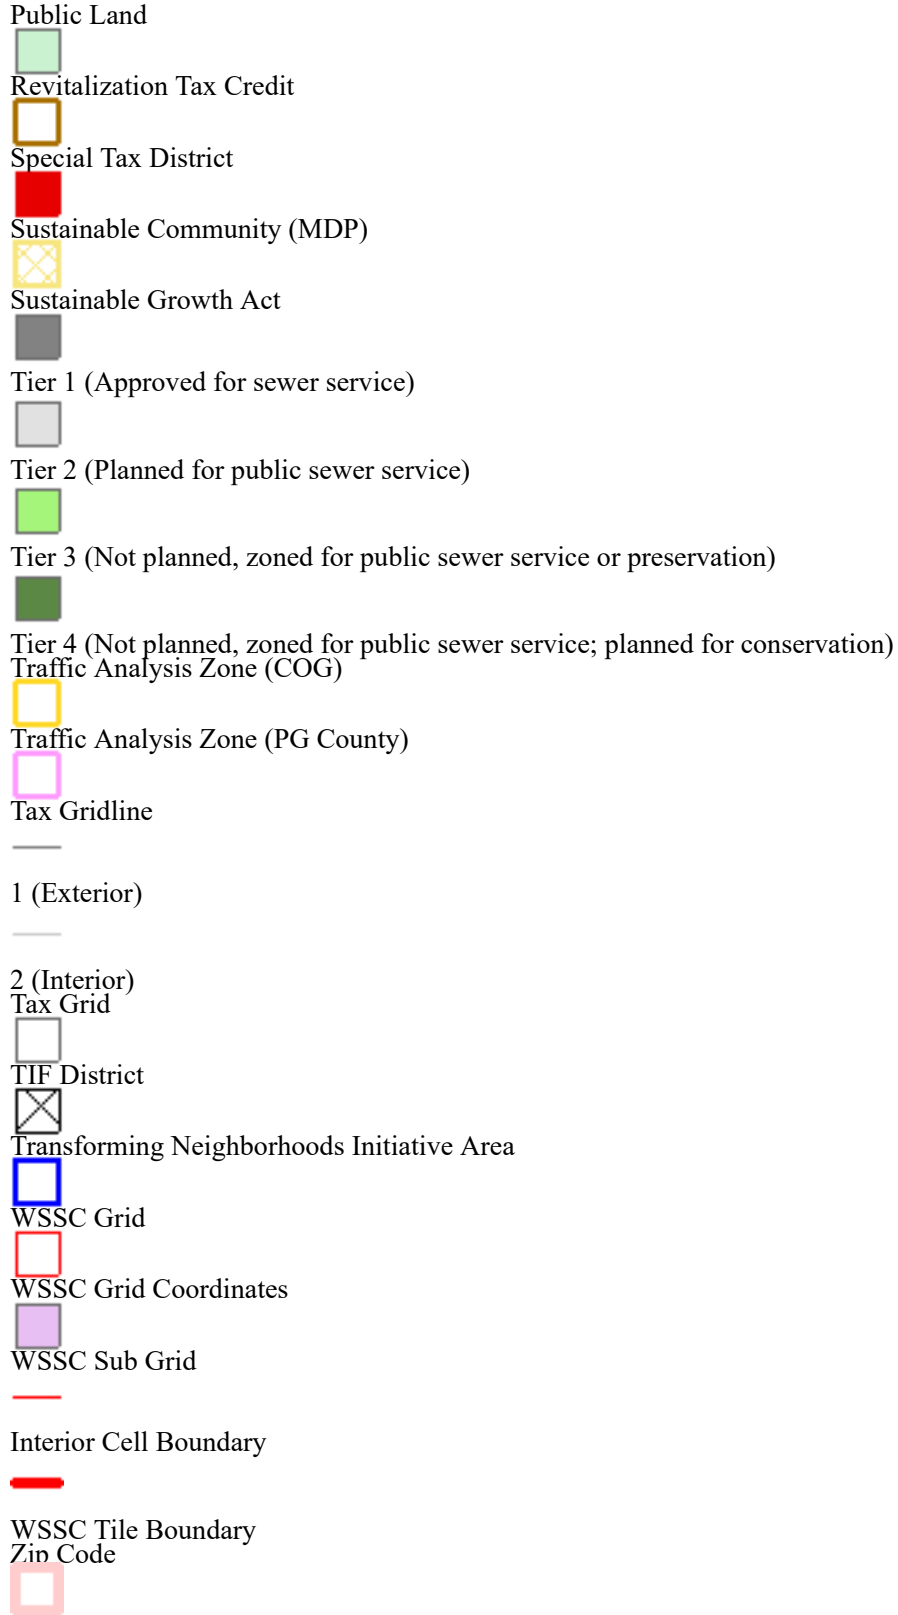 Public Land
Revitalization Tax Credit
Special Tax District
Sustainable Community (MDP)
Sustainable Growth Act
Tier 1 (Approved for sewer service)
Tier 2 (Planned for public sewer service)
Tier 3 (Not planned, zoned for public sewer service or preservation)
Tier 4 (Not planned, zoned for public sewer service; planned for conservation)
Traffic Analysis Zone (COG)
Traffic Analysis Zone (PG County)
Tax Gridline
1 (Exterior)
2 (Interior)
Tax Grid
TIF District
Transforming Neighborhoods Initiative Area
WSSC Grid
WSSC Grid Coordinates
WSSC Sub Grid
Interior Cell Boundary
WSSC Tile Boundary
Zip Code